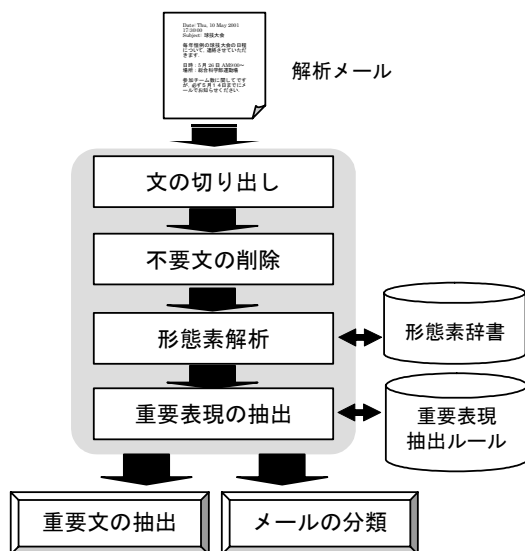 Date: Thu, 10 May 2001
17:30:00
Subject: 球技大会
毎年恒例の球技大会の日程
について、連絡させていただ
きます.
日時：5月26日 AM9:00～
場所：総合科学部運動場
参加チーム数に関してです
が、必ず5月14日までにメ
ールでお知らせください.
解析メール
文の切り出し
不要文の削除
形態素解析
形態素辞書
重要表現の抽出
重要表現
抽出ルール
重要文の抽出
メールの分類